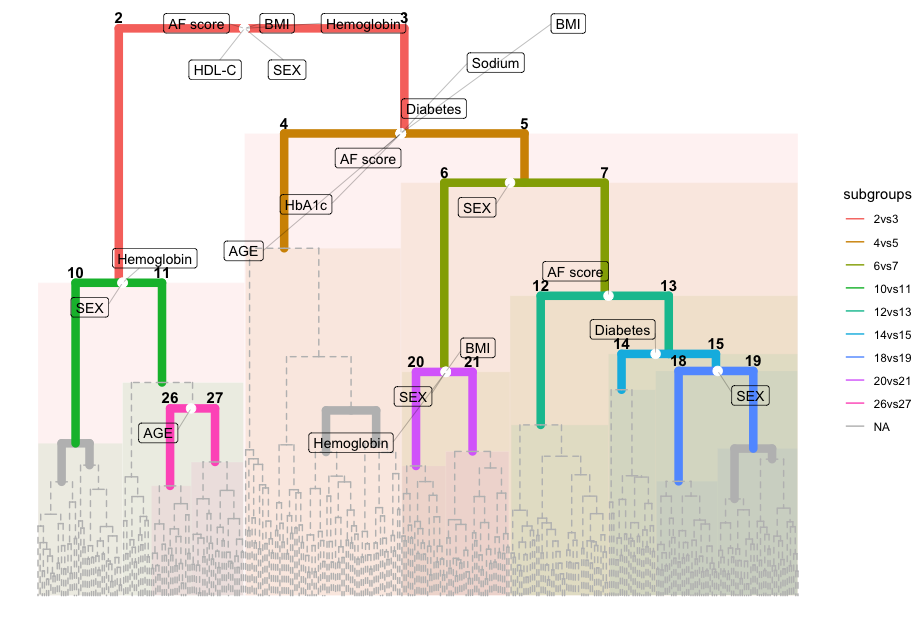 2
AF score
BMI
Hemoglobin
3
BMI
HDL-C
SEX
Sodium
Diabetes
4
5
AF score
6
7
HbA1c
SEX
AGE
Hemoglobin
10
11
SEX
AF score
12
13
Diabetes
14
15
BMI
20
21
18
19
SEX
SEX
26
27
AGE
Hemoglobin
subgroups
2vs3
4vs5
6vs7
10vs11
12vs13
14vs15
18vs19
20vs21
26vs27
NA